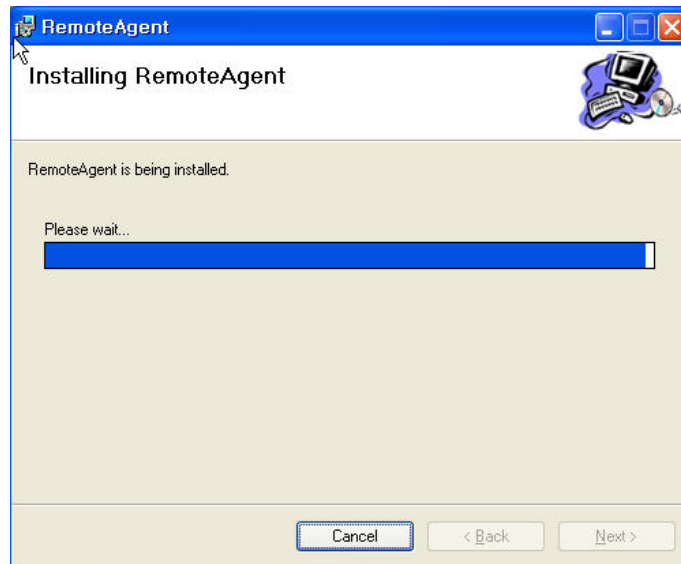 RemoteAgent
Installing RemoteAgent
RemoteAgent is being installed.
Please wait...
Cancel
< Back
Next >